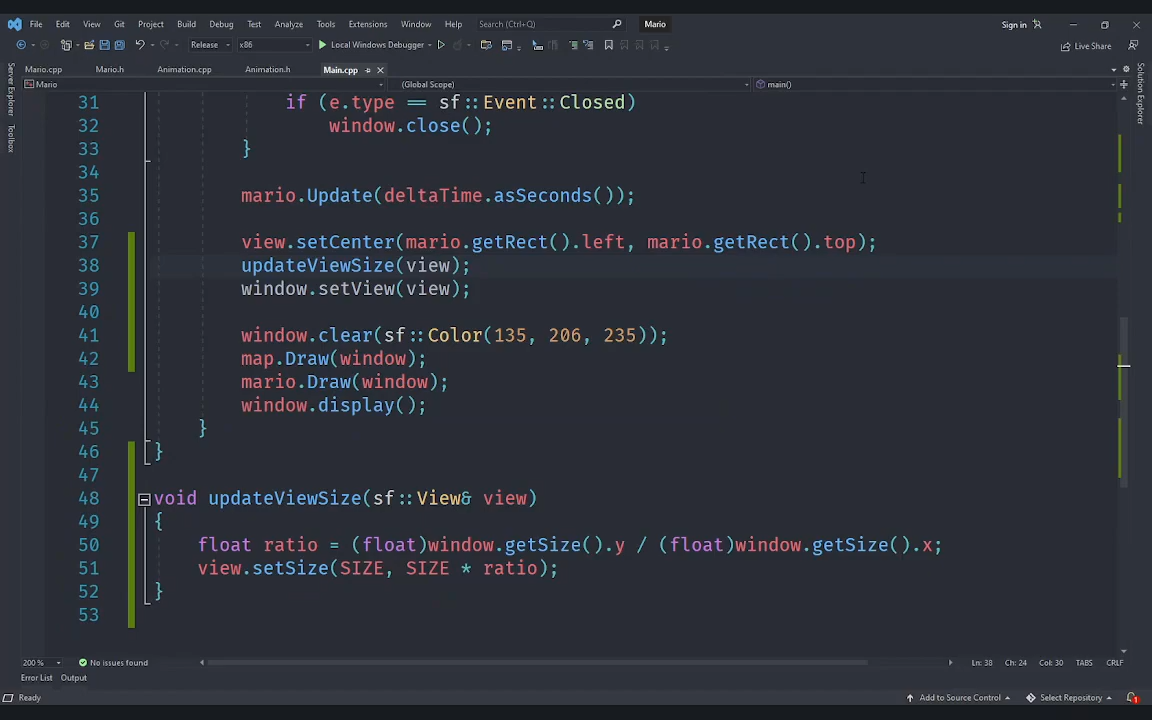 File Edit View Git Project Build Debug Test Analyze Tools Extensions Window Help Search (Ctrl+Q) Mario Sign in
Release x86 Local Windows Debugger Live Share
Mario.cpp Mario.h Animation.cpp Animation.h Main.cpp
Mario (Global Scope) main()
Server Explorer
Toolbox
Solution Explorer
31 if (e.type == sf::Event::Closed)
32 window.close();
33 }
34
35 mario.Update(deltaTime.asSeconds());
36
37 view.setCenter(mario.getRect().left, mario.getRect().top);
38 updateViewSize(view);
39 window.setView(view);
40
41 window.clear(sf::Color(135, 206, 235));
42 map.Draw(window);
43 mario.Draw(window);
44 window.display();
45 }
46 }
47
48 void updateViewSize(sf::View& view)
49 {
50 float ratio = (float)window.getSize().y / (float)window.getSize().x;
51 view.setSize(SIZE, SIZE * ratio);
52 }
53
200 % No issues found Ln: 38 Ch: 24 Col: 30 TABS CRLF
Error List Output
Ready Add to Source Control Select Repository 1